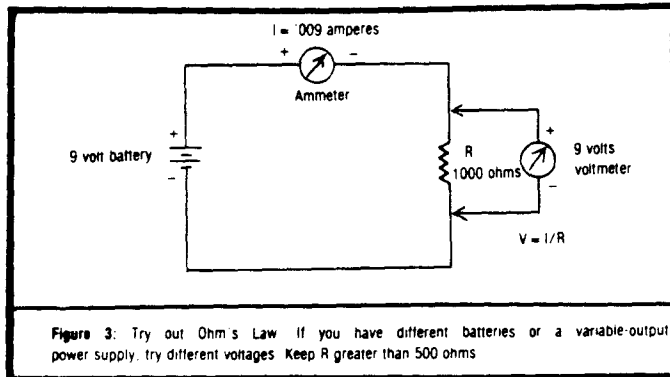 I = .009 amperes
+ −
Ammeter
+
9 volt battery
−
R
1000 ohms
+
9 volts
voltmeter
−
V = I/R
Figure 3: Try out Ohm's Law If you have different batteries or a variable-output
power supply, try different voltages Keep R greater than 500 ohms